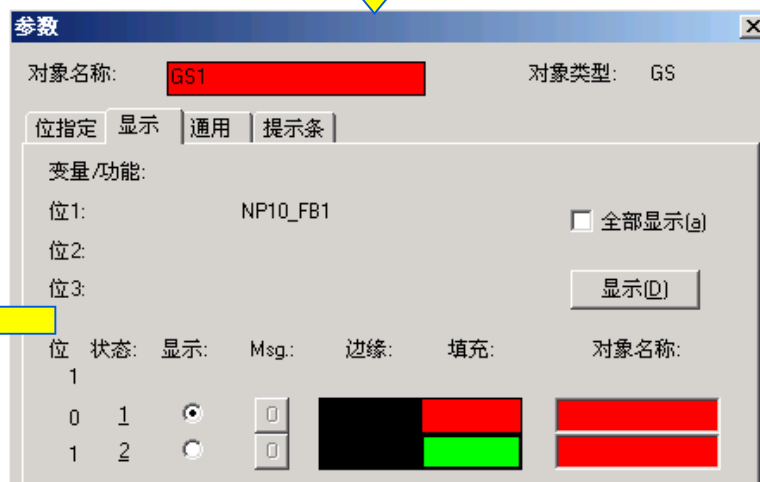 参数
对象名称: GS1 对象类型: GS
位指定 显示 通用 提示条
变量/功能:
位1: NP10_FB1 全部显示(a)
位2:
位3: 显示(D)
位 状态: 显示: Msg.: 边缘: 填充: 对象名称:
1
0 1 0
1 2 0